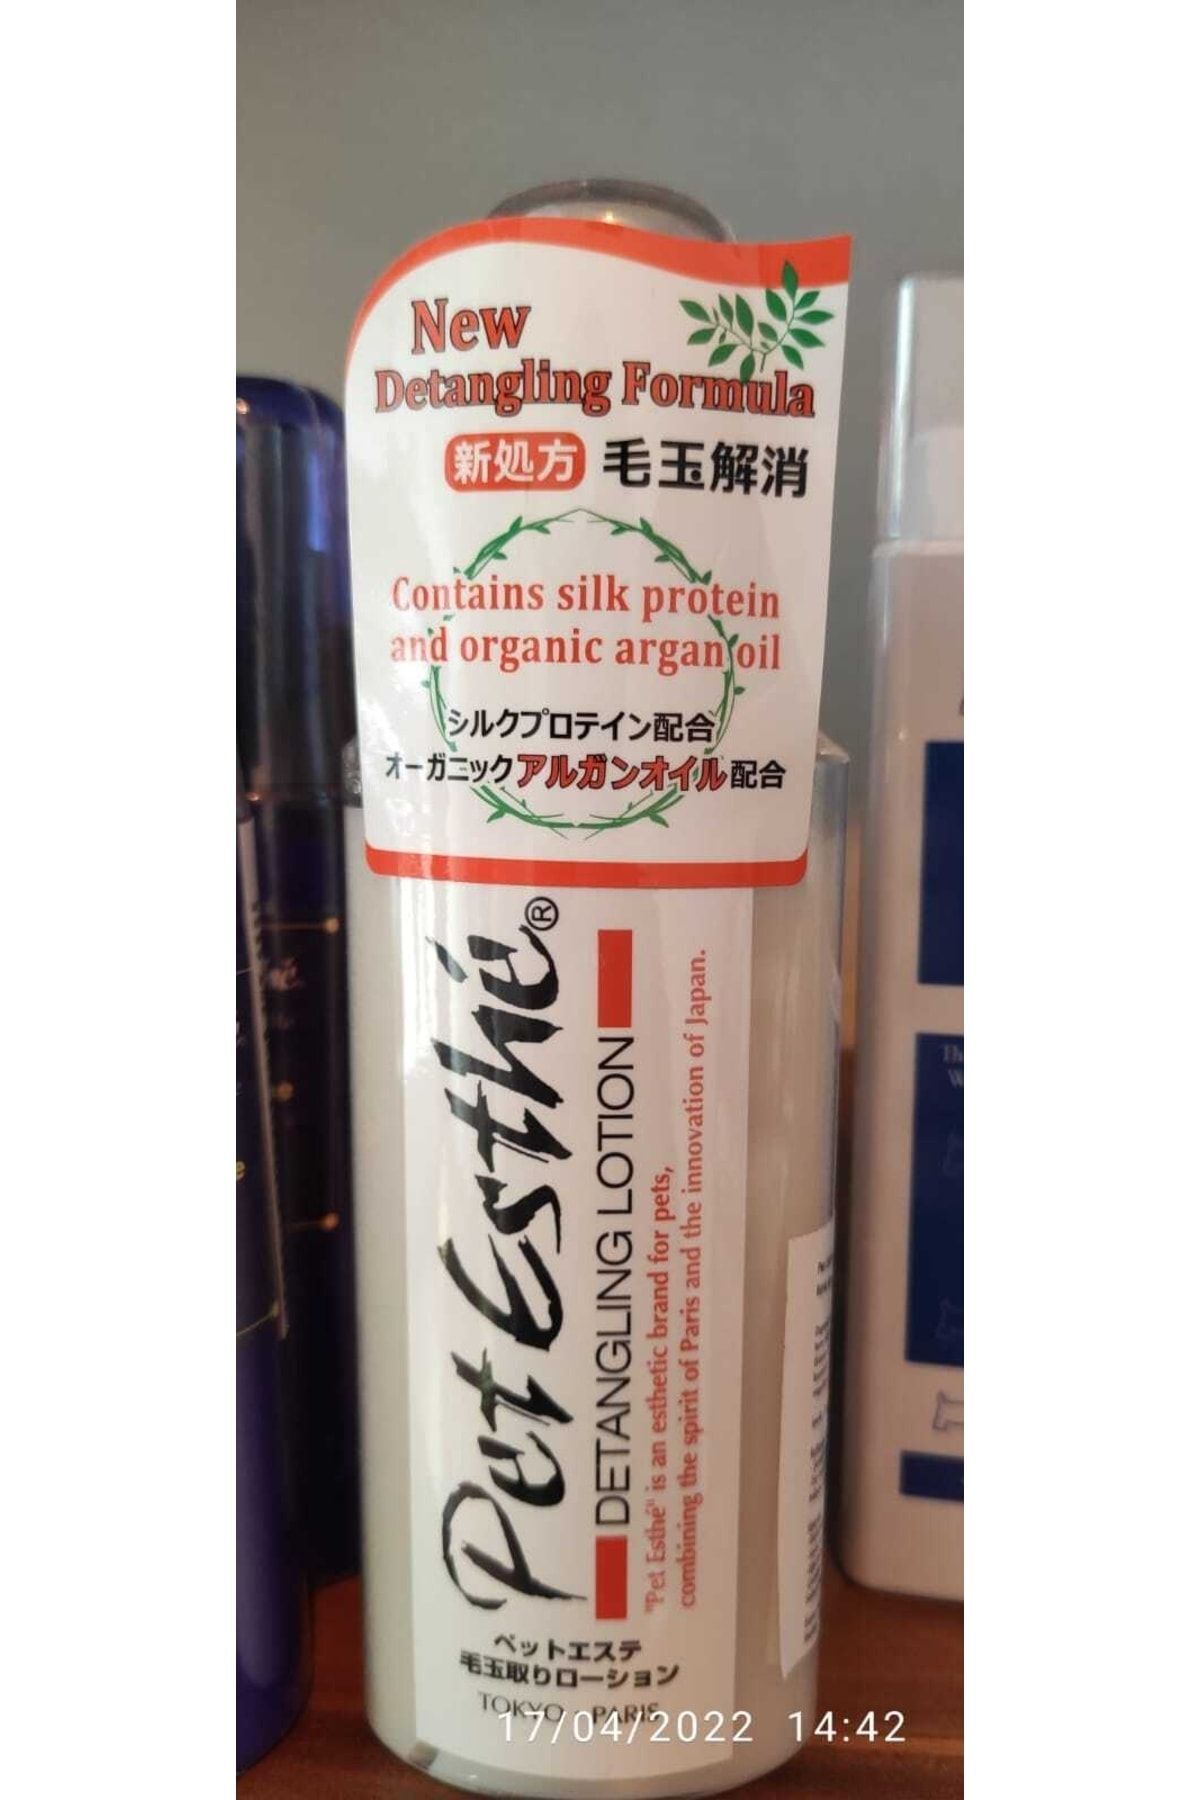 New
Detangling Formula
新処方 毛玉解消
Contains silk protein
and organic argan oil
シルクプロテイン配合
オーガニックアルガンオイル配合
Pet Esthé®
DETANGLING LOTION
"Pet Esthé" is an esthetic brand for pets,
combining the spirit of Paris and the innovation of Japan.
ペットエステ
毛玉取りローション
TOKYO PARIS
17/04/2022 14:42